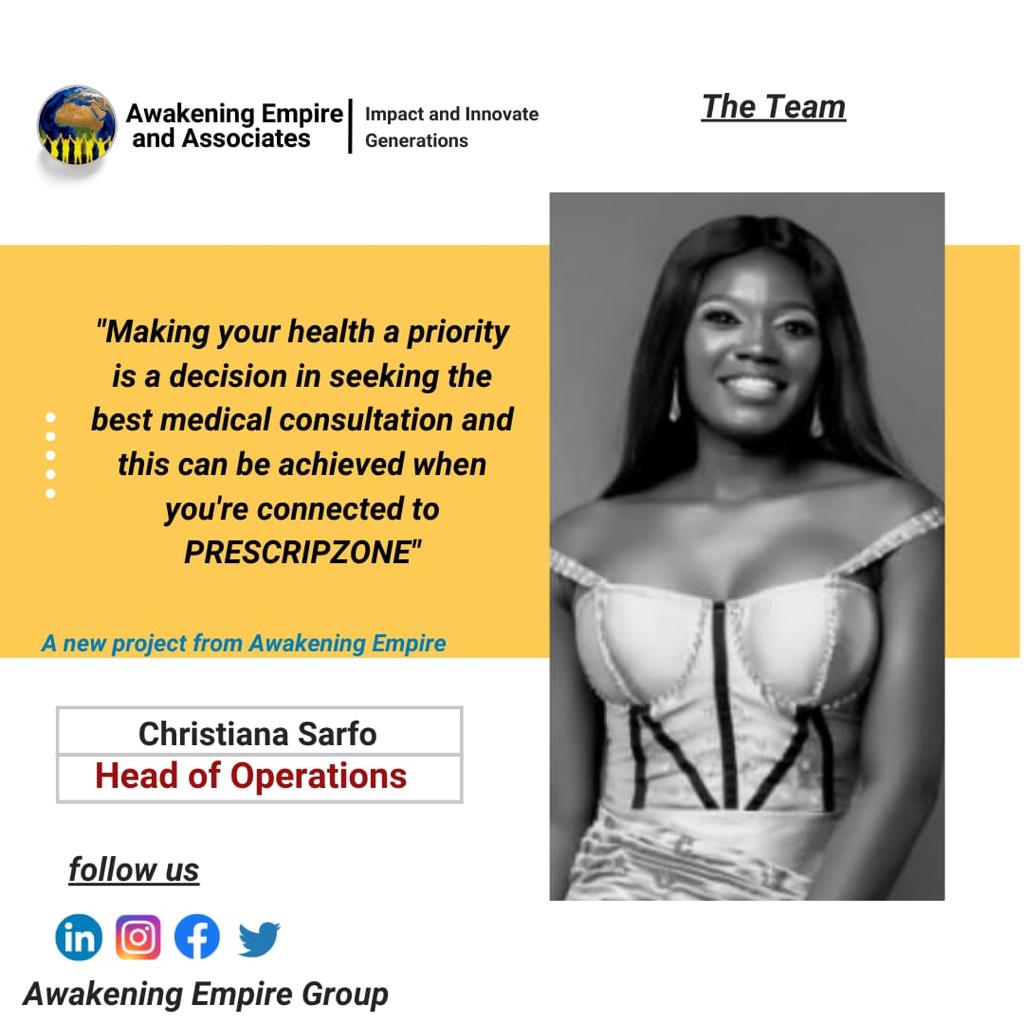 Awakening Empire
and Associates
Impact and Innovate
Generations
The Team
"Making your health a priority
is a decision in seeking the
best medical consultation and
this can be achieved when
you're connected to
PRESCRIPZONE"
A new project from Awakening Empire
Christiana Sarfo
Head of Operations
follow us
in
Awakening Empire Group